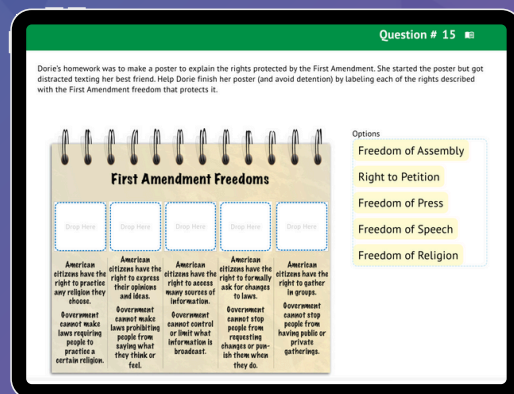 Question # 15
Dorie's homework was to make a poster to explain the rights protected by the First Amendment. She started the poster but got
distracted texting her best friend. Help Dorie finish her poster (and avoid detention) by labeling each of the rights described
with the First Amendment freedom that protects it.
First Amendment Freedoms
Drop Here
Drop Here
Drop Here
Drop Here
Drop Here
American
citizens have the
right to practice
any religion they
choose.
Government
cannot make
laws requiring
people to
practice a
certain religion.
American
citizens have the
right to express
their opinions
and ideas.
Government
cannot make
laws prohibiting
people from
saying what
they think or
feel.
American
citizens have the
right to access
many sources of
information.
Government
cannot control
or limit what
information is
broadcast.
American
citizens have the
right to formally
ask for changes
to laws.
Government
cannot stop
people from
requesting
changes or pun-
ish them when
they do.
American
citizens have the
right to gather
in groups.
Government
cannot stop
people from
having public or
private
gatherings.
Options
Freedom of Assembly
Right to Petition
Freedom of Press
Freedom of Speech
Freedom of Religion